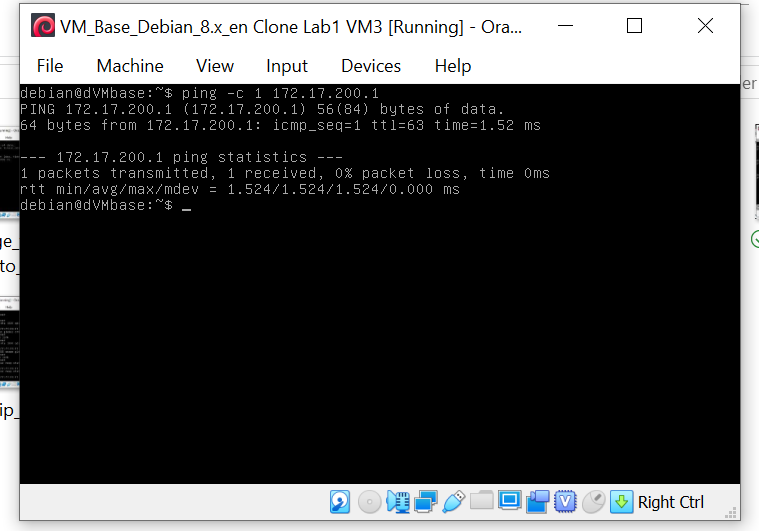 VM_Base_Debian_8.x_en Clone Lab1 VM3 [Running] - Ora...
File Machine View Input Devices Help
debian@dVMbase:~$ ping -c 1 172.17.200.1
PING 172.17.200.1 (172.17.200.1) 56(84) bytes of data.
64 bytes from 172.17.200.1: icmp_seq=1 ttl=63 time=1.52 ms

--- 172.17.200.1 ping statistics ---
1 packets transmitted, 1 received, 0% packet loss, time 0ms
rtt min/avg/max/mdev = 1.524/1.524/1.524/0.000 ms
debian@dVMbase:~$ _
er
ge_
to_
ip_
Right Ctrl